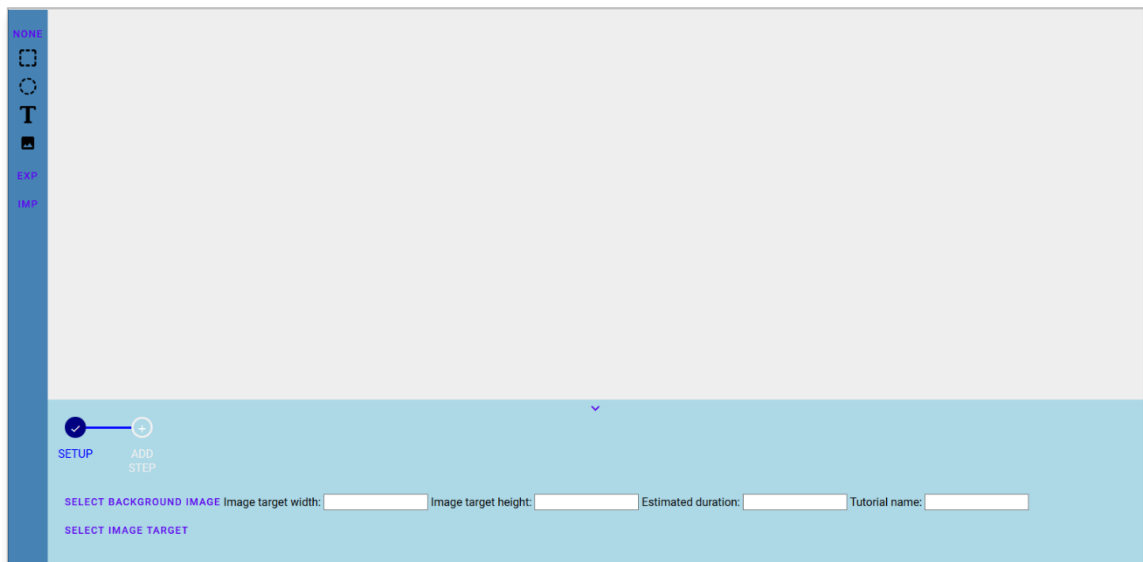 NONE
T
EXP
IMP
SETUP
ADD
STEP
SELECT BACKGROUND IMAGE Image target width: Image target height: Estimated duration: Tutorial name:
SELECT IMAGE TARGET